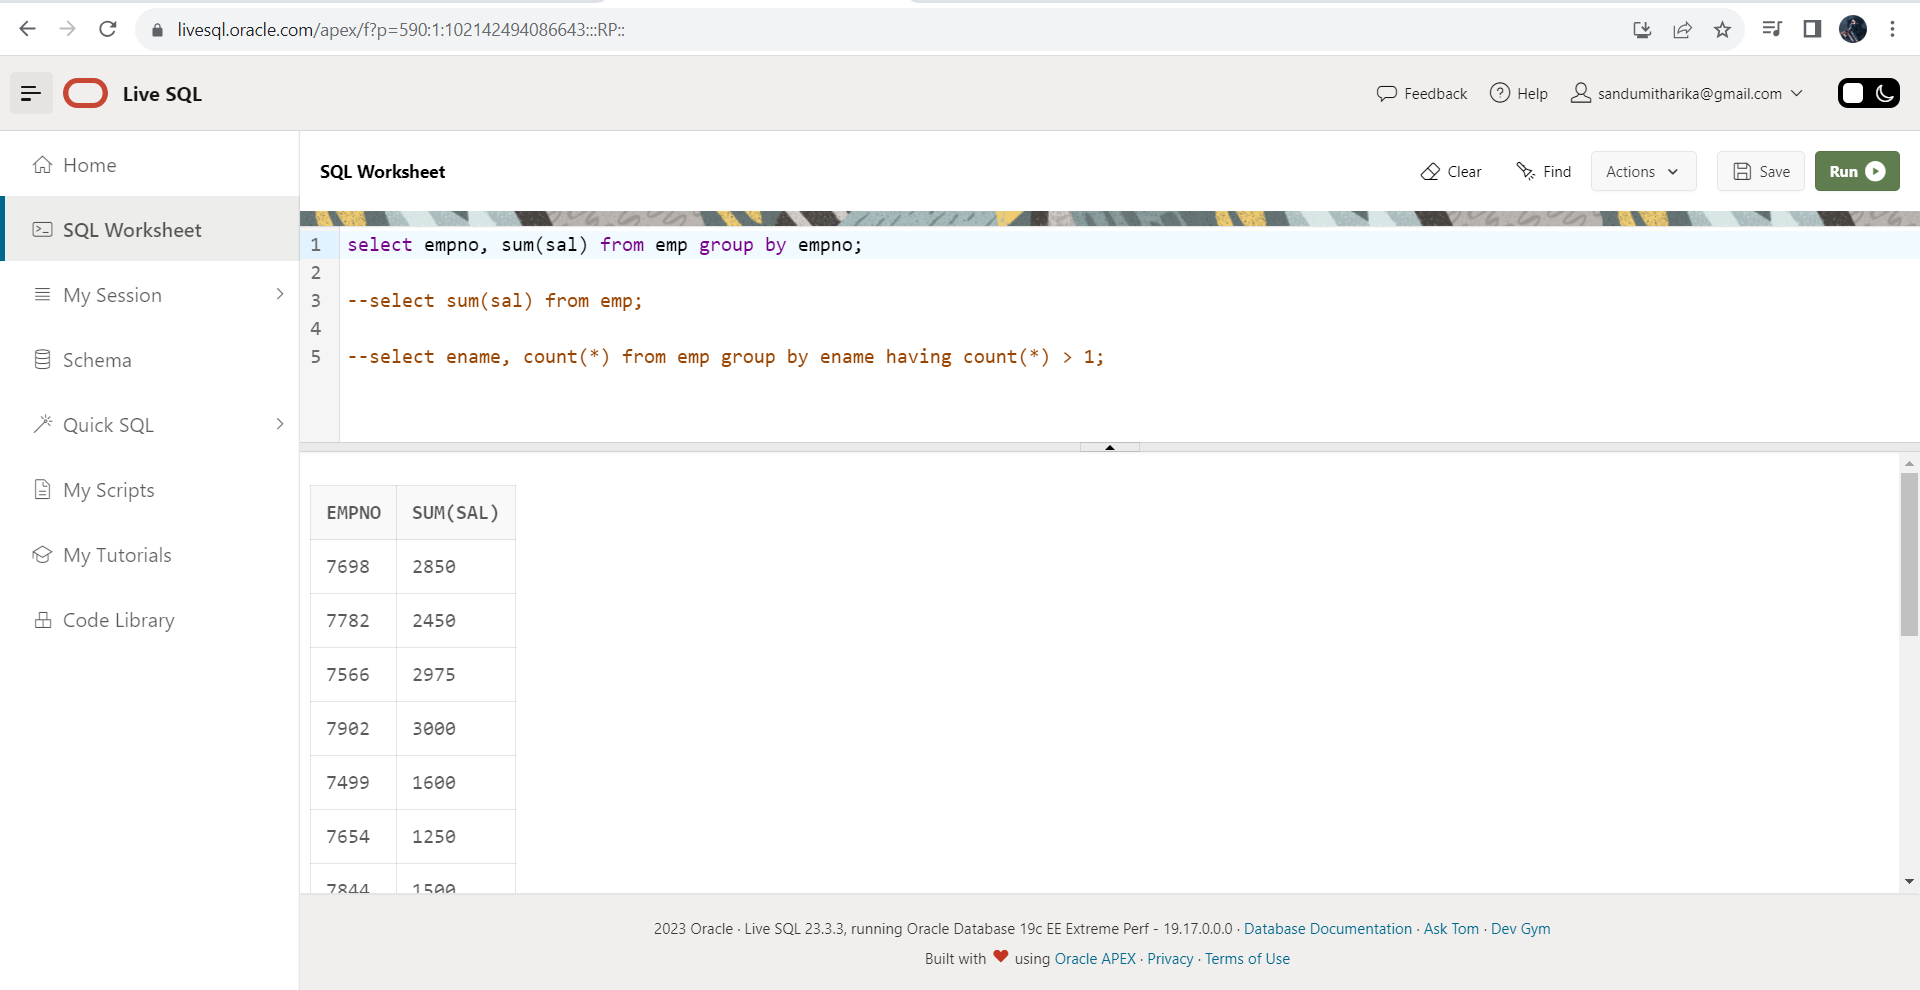 livesql.oracle.com/apex/f?p=590:1:102142494086643:::RP::
Live SQL
Feedback
Help
sandumitharika@gmail.com
Home
SQL Worksheet
My Session
Schema
Quick SQL
My Scripts
My Tutorials
Code Library
SQL Worksheet
Clear
Find
Actions
Save
Run
1 select empno, sum(sal) from emp group by empno;
2
3 --select sum(sal) from emp;
4
5 --select ename, count(*) from emp group by ename having count(*) > 1;
EMPNO SUM(SAL)
7698 2850
7782 2450
7566 2975
7902 3000
7499 1600
7654 1250
7844 1500
2023 Oracle · Live SQL 23.3.3, running Oracle Database 19c EE Extreme Perf - 19.17.0.0.0 · Database Documentation · Ask Tom · Dev Gym
Built with ❤ using Oracle APEX · Privacy · Terms of Use